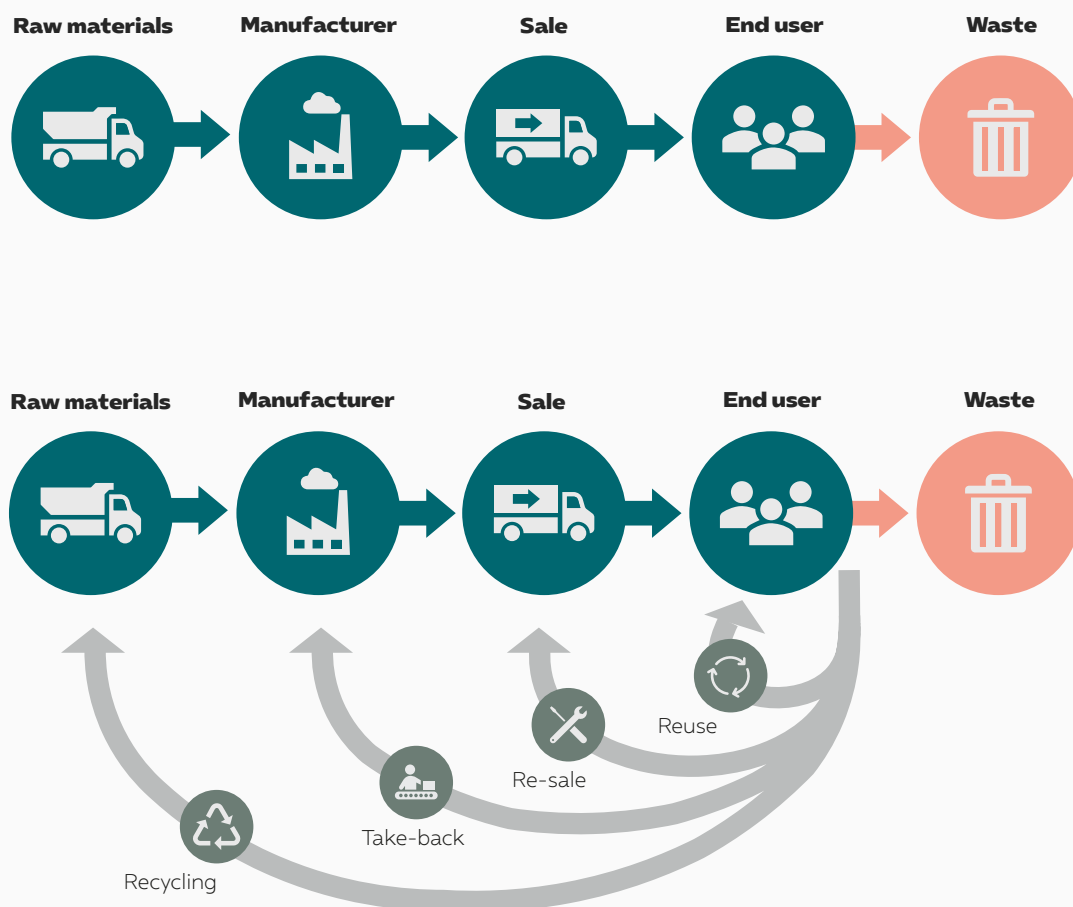 Raw materials
Manufacturer
Sale
End user
Waste
Raw materials
Manufacturer
Sale
End user
Waste
Reuse
Re-sale
Take-back
Recycling